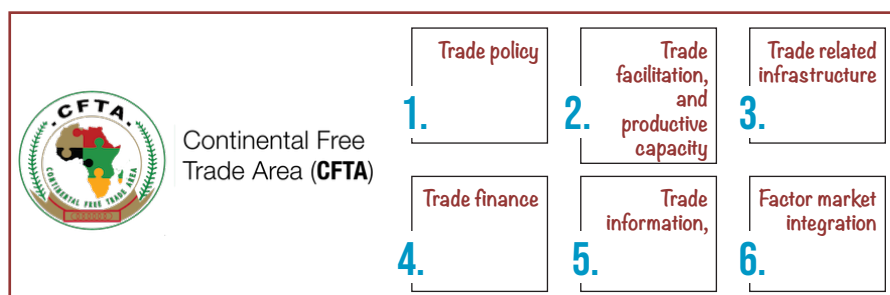 CFTA
CONTINENTAL FREE TRADE AREA
Continental Free
Trade Area (CFTA)
1.
Trade policy
2.
Trade
facilitation,
and
productive
capacity
3.
Trade related
infrastructure
4.
Trade finance
5.
Trade
information,
6.
Factor market
integration